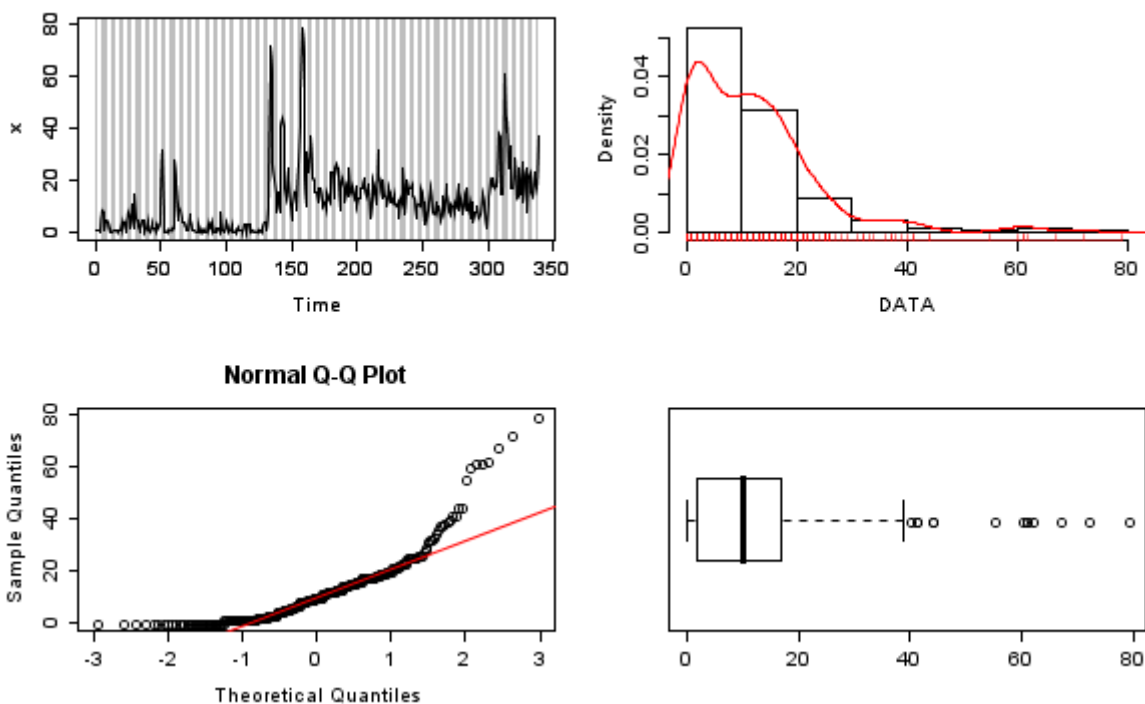 80
60
40
20
0
x
0 50 100 150 200 250 300 350
Time
0.04
0.02
0.00
Density
0 20 40 60 80
DATA
Normal Q-Q Plot
80
60
40
20
0
Sample Quantiles
-3 -2 -1 0 1 2 3
Theoretical Quantiles
0 20 40 60 80